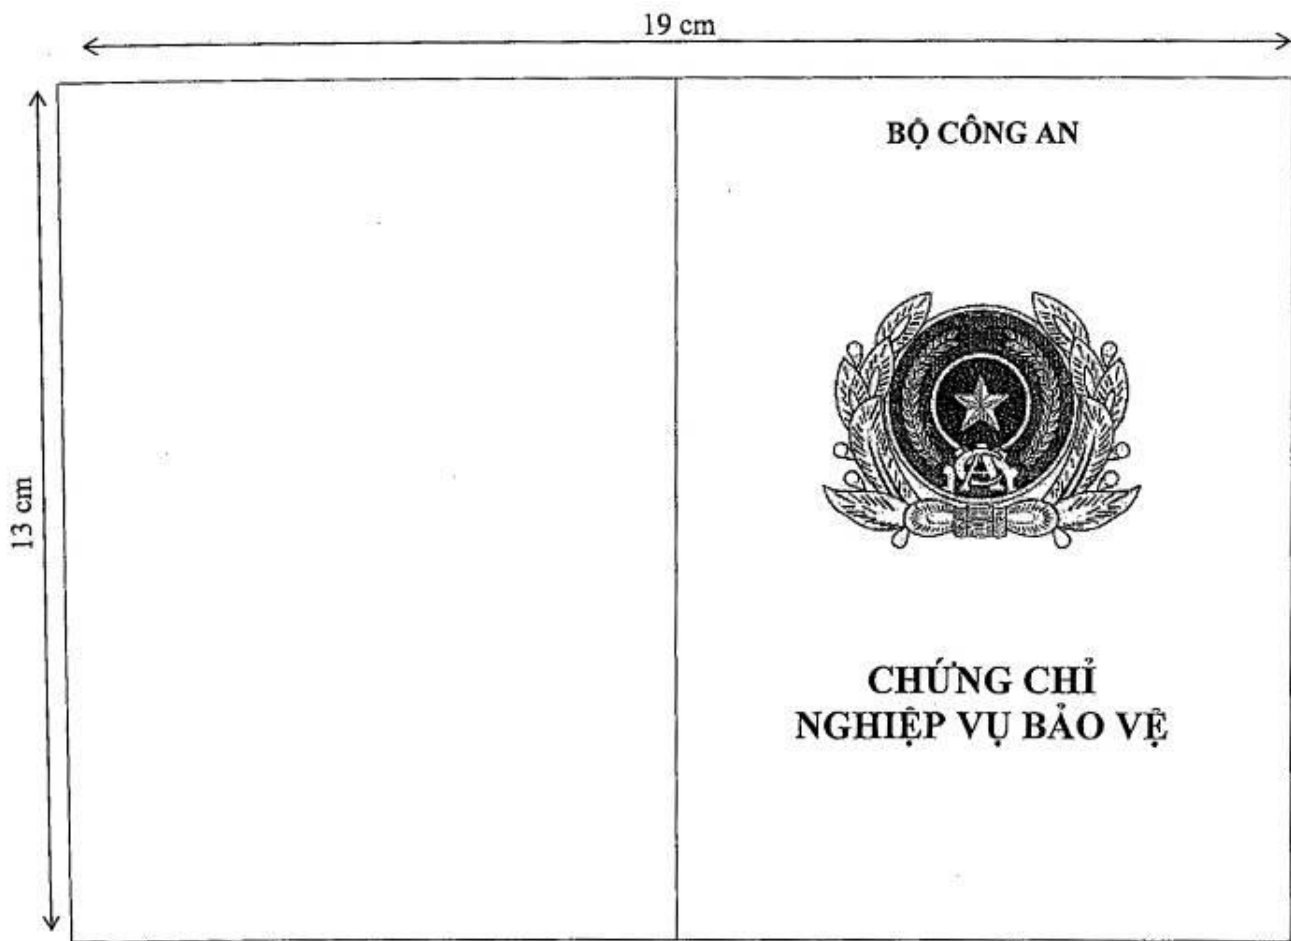 19 cm
BỘ CÔNG AN
13 cm
CHỨNG CHỈ
NGHIỆP VỤ BẢO VỆ